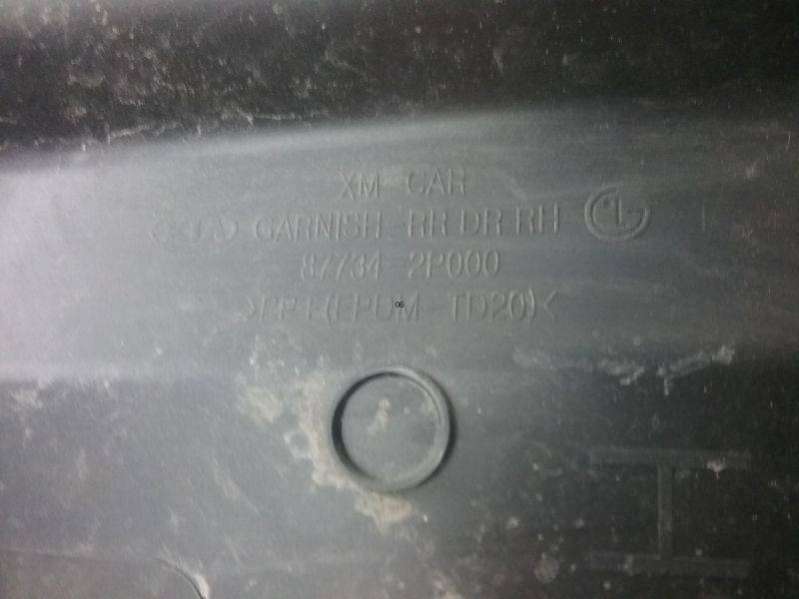 XM CAR
GARNISH-RR DR RH
87734 2P000
>PP+(EPDM-TD20)<